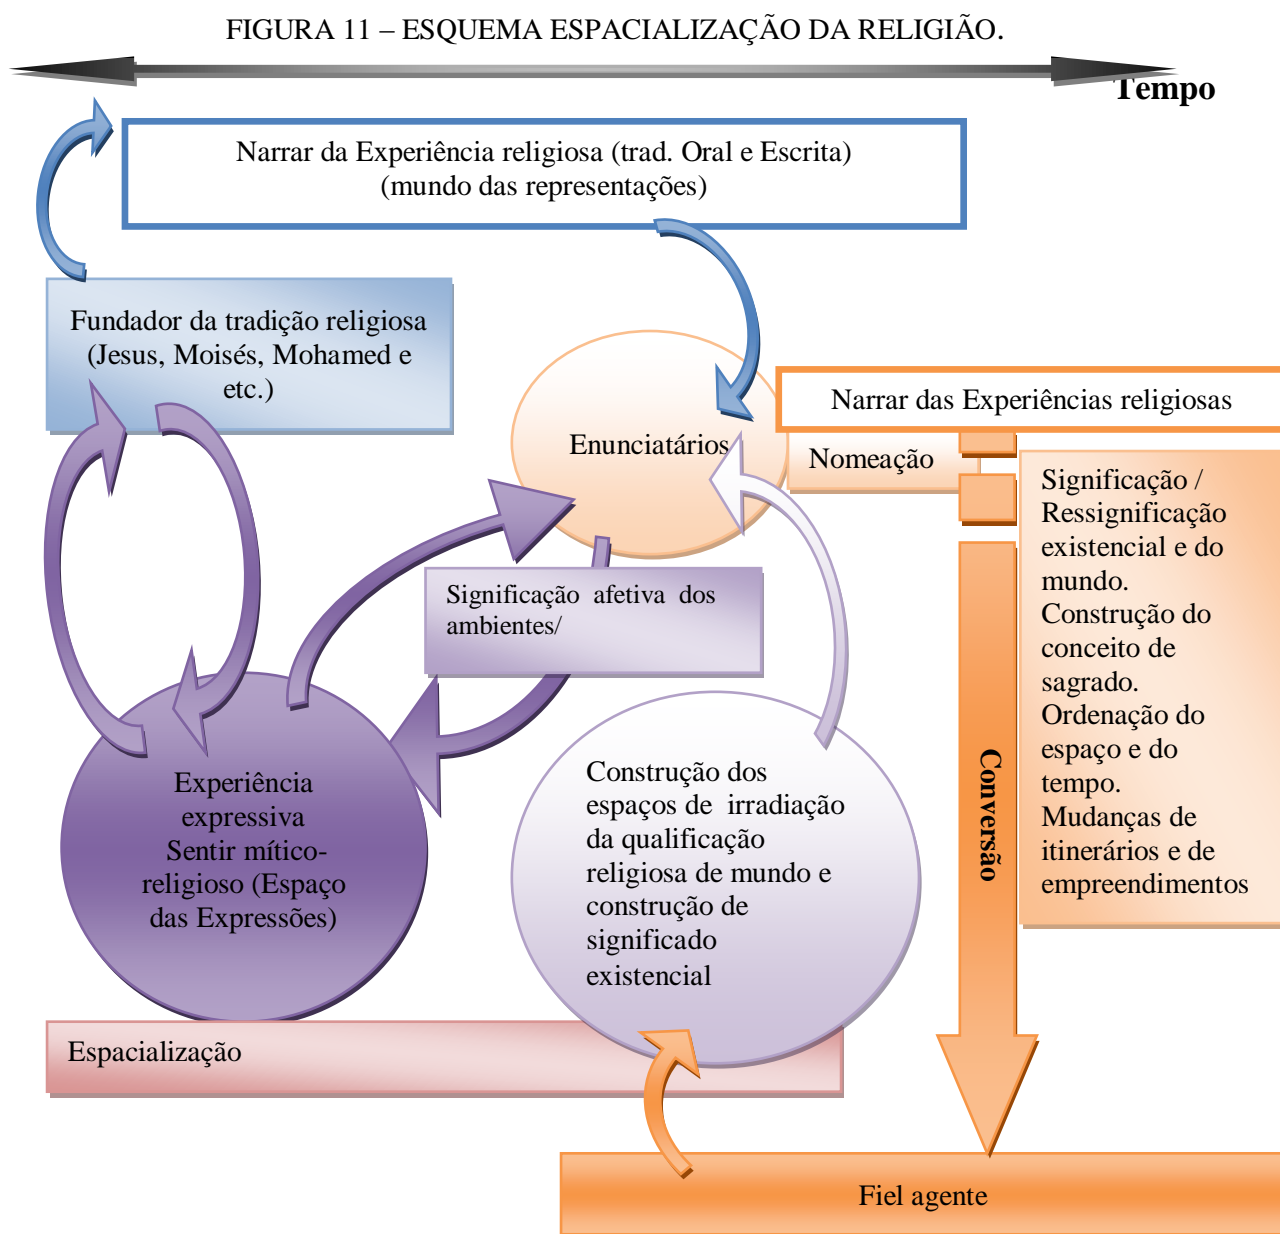 FIGURA 11 – ESQUEMA ESPACIALIZAÇÃO DA RELIGIÃO.
Tempo
Narrar da Experiência religiosa (trad. Oral e Escrita)
(mundo das representações)
Fundador da tradição religiosa
(Jesus, Moisés, Mohamed e
etc.)
Enunciatários
Narrar das Experiências religiosas
Nomeação
Significação /
Ressignificação
existencial e do
mundo.
Construção do
conceito de
sagrado.
Ordenação do
espaço e do
tempo.
Mudanças de
itinerários e de
empreendimentos
Significação afetiva dos
ambientes/
Conversão
Experiência
expressiva
Sentir mítico-
religioso (Espaço
das Expressões)
Construção dos
espaços de irradiação
da qualificação
religiosa de mundo e
construção de
significado
existencial
Espacialização
Fiel agente